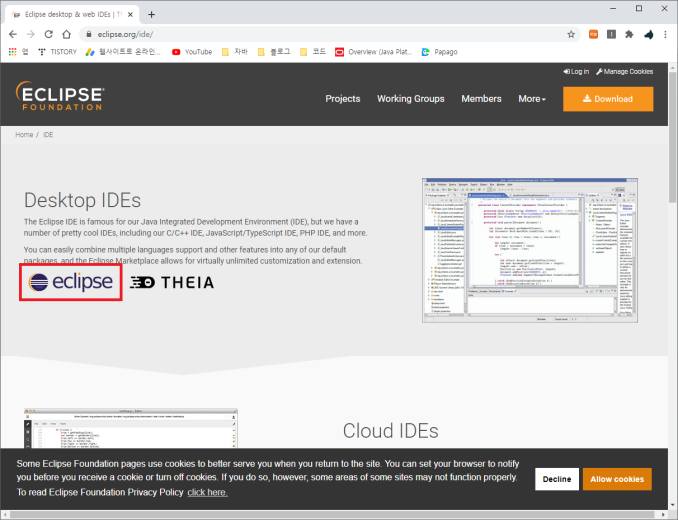 Eclipse desktop & web IDEs | Th
eclipse.org/ide/
앱
TISTORY
웹사이트로 온라인...
YouTube
자바
블로그
코드
Overview (Java Plat...
Papago
Log in
Manage Cookies
ECLIPSE
FOUNDATION
Projects
Working Groups
Members
More
Download
Home / IDE
Desktop IDEs
The Eclipse IDE is famous for our Java Integrated Development Environment (IDE), but we have a
number of pretty cool IDEs, including our C/C++ IDE, JavaScript/TypeScript IDE, PHP IDE, and more.
You can easily combine multiple languages support and other features into any of our default
packages, and the Eclipse Marketplace allows for virtually unlimited customization and extension.
eclipse
THEIA
Cloud IDEs
Some Eclipse Foundation pages use cookies to better serve you when you return to the site. You can set your browser to notify
you before you receive a cookie or turn off cookies. If you do so, however, some areas of some sites may not function properly.
To read Eclipse Foundation Privacy Policy click here.
Decline
Allow cookies